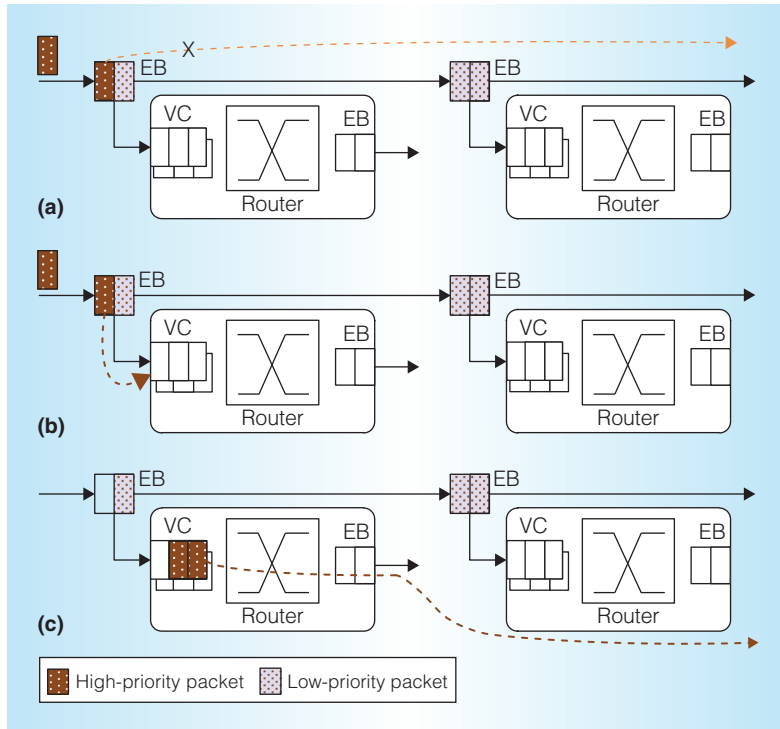 X
EB
VC
EB
Router
VC
EB
Router
(a)
EB
EB
VC
EB
Router
VC
EB
Router
(b)
EB
EB
VC
EB
Router
VC
EB
Router
(c)
High-priority packet
Low-priority packet